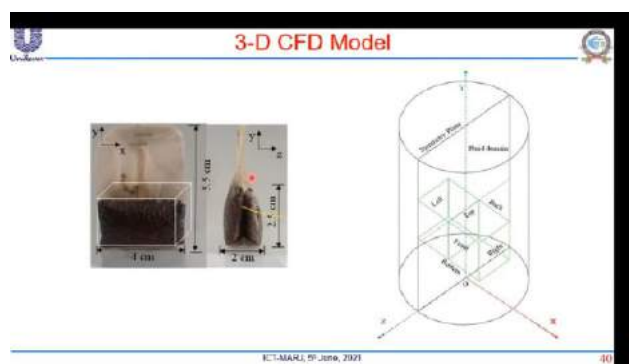 3-D CFD Model
Unilever
y
x
y
z
5.5 cm
2.5 cm
4 cm
2 cm
Y
Symmetry Plane
Fluid domain
Left
Back
Top
Front
Right
Bottom
O
Z
X
ICT-MARJ, 5th June, 2021
40